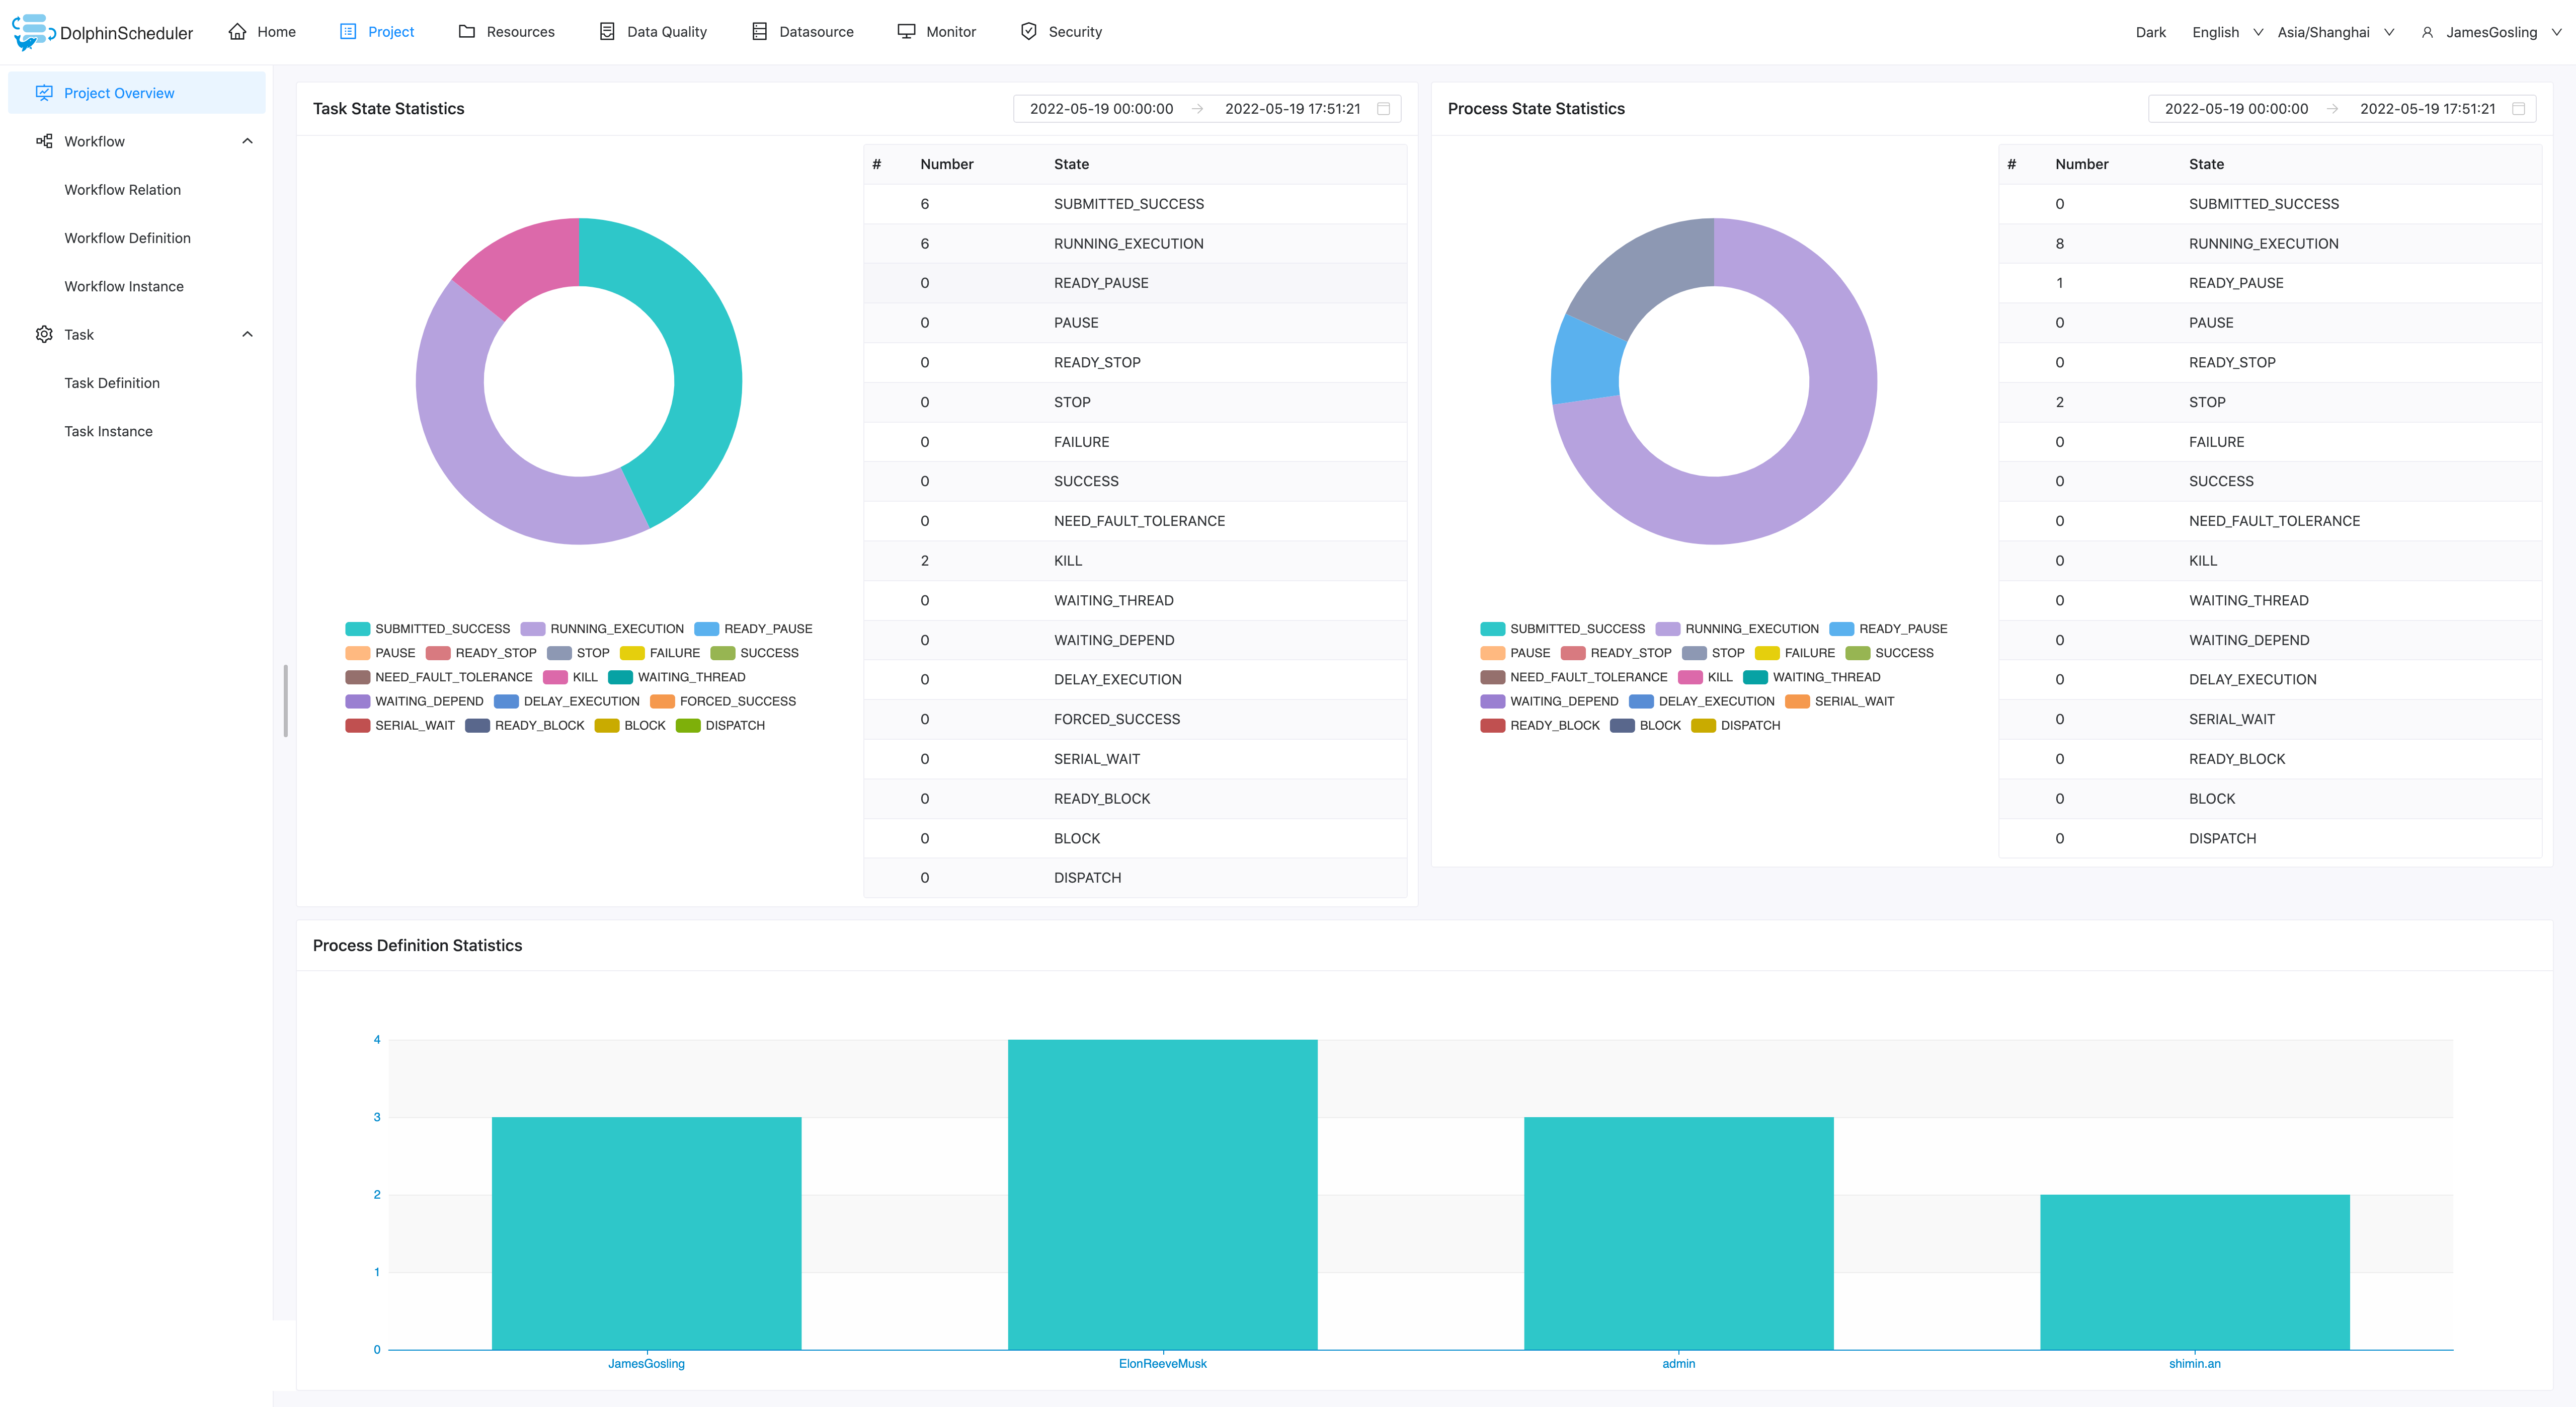 DolphinScheduler Home Project Resources Data Quality Datasource Monitor Security Dark English Asia/Shanghai JamesGosling
Project Overview
Workflow
Workflow Relation
Workflow Definition
Workflow Instance
Task
Task Definition
Task Instance
Task State Statistics 2022-05-19 00:00:00 → 2022-05-19 17:51:21
SUBMITTED_SUCCESS RUNNING_EXECUTION READY_PAUSE
PAUSE READY_STOP STOP FAILURE SUCCESS
NEED_FAULT_TOLERANCE KILL WAITING_THREAD
WAITING_DEPEND DELAY_EXECUTION FORCED_SUCCESS
SERIAL_WAIT READY_BLOCK BLOCK DISPATCH
# Number State
6 SUBMITTED_SUCCESS
6 RUNNING_EXECUTION
0 READY_PAUSE
0 PAUSE
0 READY_STOP
0 STOP
0 FAILURE
0 SUCCESS
0 NEED_FAULT_TOLERANCE
2 KILL
0 WAITING_THREAD
0 WAITING_DEPEND
0 DELAY_EXECUTION
0 FORCED_SUCCESS
0 SERIAL_WAIT
0 READY_BLOCK
0 BLOCK
0 DISPATCH
Process State Statistics 2022-05-19 00:00:00 → 2022-05-19 17:51:21
SUBMITTED_SUCCESS RUNNING_EXECUTION READY_PAUSE
PAUSE READY_STOP STOP FAILURE SUCCESS
NEED_FAULT_TOLERANCE KILL WAITING_THREAD
WAITING_DEPEND DELAY_EXECUTION SERIAL_WAIT
READY_BLOCK BLOCK DISPATCH
# Number State
0 SUBMITTED_SUCCESS
8 RUNNING_EXECUTION
1 READY_PAUSE
0 PAUSE
0 READY_STOP
2 STOP
0 FAILURE
0 SUCCESS
0 NEED_FAULT_TOLERANCE
0 KILL
0 WAITING_THREAD
0 WAITING_DEPEND
0 DELAY_EXECUTION
0 SERIAL_WAIT
0 READY_BLOCK
0 BLOCK
0 DISPATCH
Process Definition Statistics
4
3
2
1
0
JamesGosling ElonReeveMusk admin shimin.an